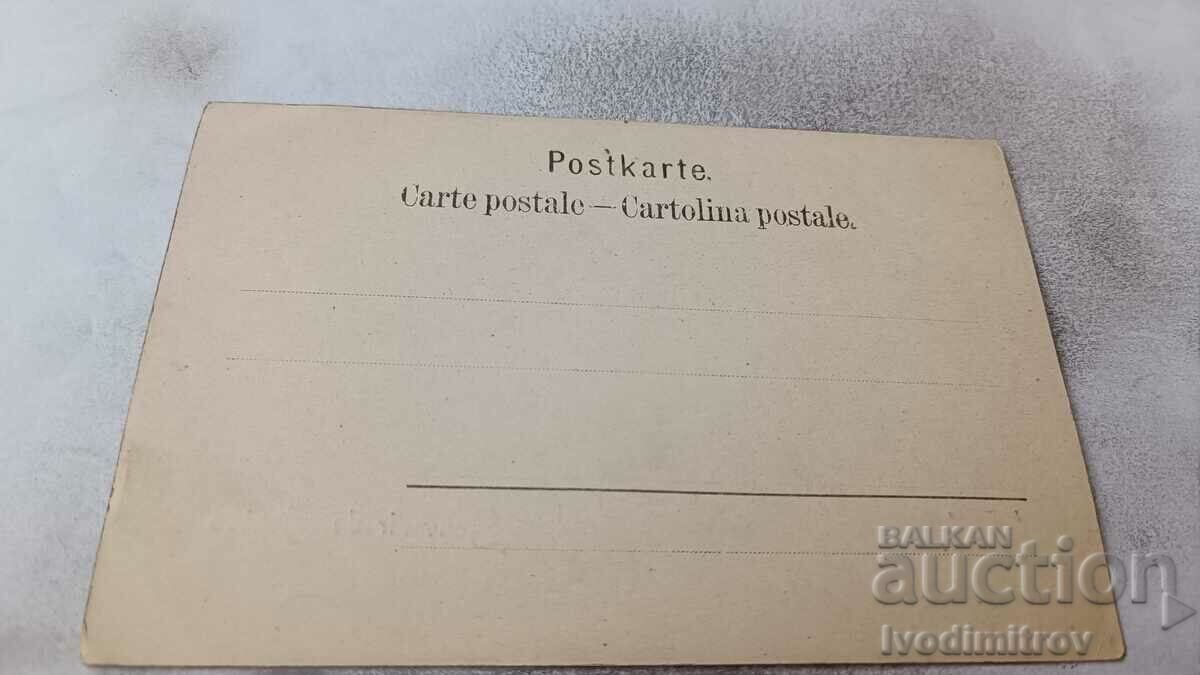 Postkarte.
Carte postale — Cartolina postale.
BALKAN
auction
Ivodimitrov